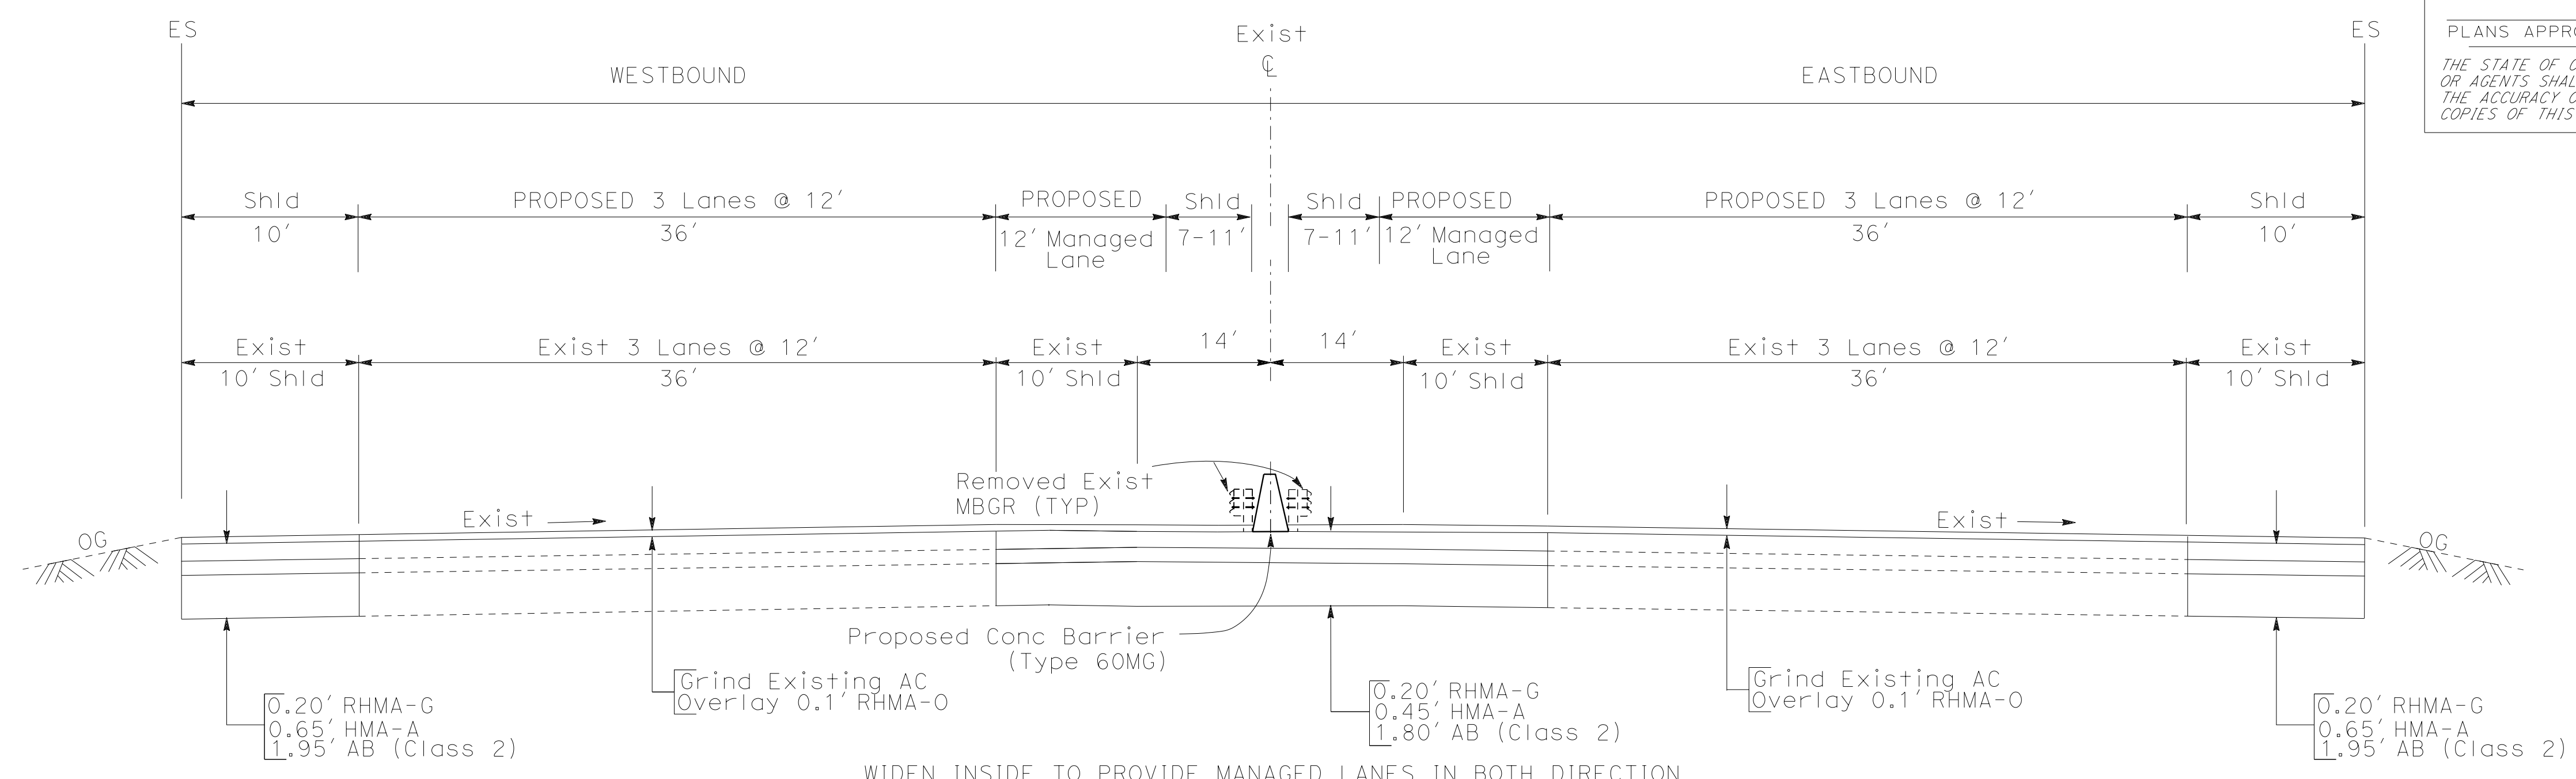 PLANS APPRO
THE STATE OF C
OR AGENTS SHAL
THE ACCURACY O
COPIES OF THIS
ES
Exist
℄
ES
WESTBOUND
EASTBOUND
Shld
10'
PROPOSED 3 Lanes @ 12'
36'
PROPOSED
12' Managed
Lane
Shld
7-11'
Shld
7-11'
PROPOSED
12' Managed
Lane
PROPOSED 3 Lanes @ 12'
36'
Shld
10'
Exist
10' Shld
Exist 3 Lanes @ 12'
36'
Exist
10' Shld
14'
14'
Exist
10' Shld
Exist 3 Lanes @ 12'
36'
Exist
10' Shld
Removed Exist
MBGR (TYP)
Exist
Exist
OG
OG
Proposed Conc Barrier
(Type 60MG)
0.20' RHMA-G
0.65' HMA-A
1.95' AB (Class 2)
Grind Existing AC
Overlay 0.1' RHMA-O
0.20' RHMA-G
0.45' HMA-A
1.80' AB (Class 2)
Grind Existing AC
Overlay 0.1' RHMA-O
0.20' RHMA-G
0.65' HMA-A
1.95' AB (Class 2)
WIDEN INSIDE TO PROVIDE MANAGED LANES IN BOTH DIRECTION